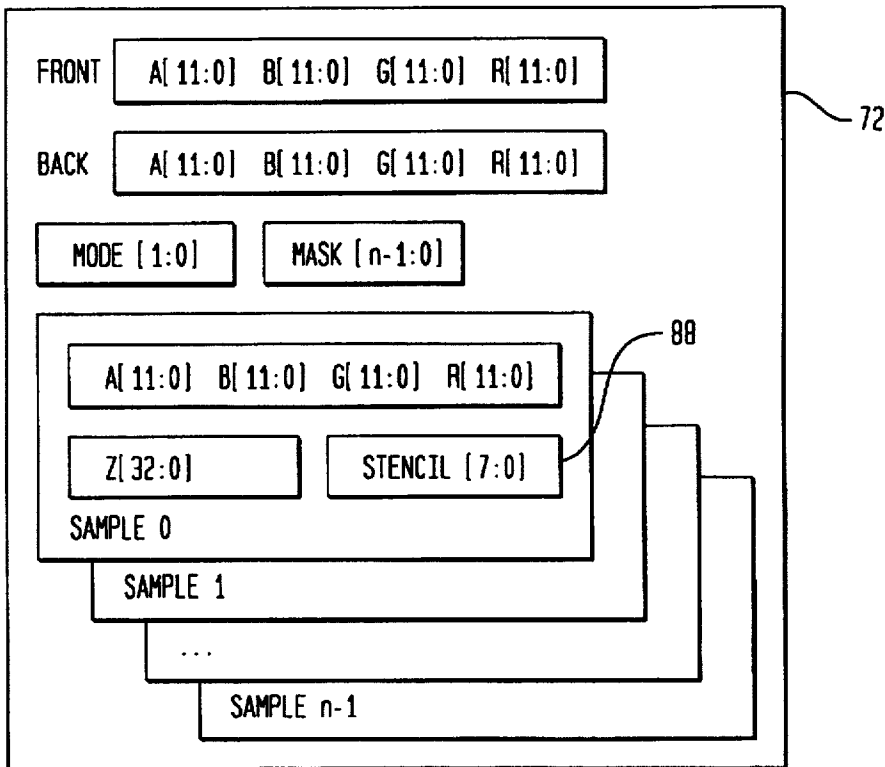 FRONT A[11:0] B[11:0] G[11:0] R[11:0]
72
BACK A[11:0] B[11:0] G[11:0] R[11:0]
MODE [1:0] MASK [n-1:0]
88
A[11:0] B[11:0] G[11:0] R[11:0]
Z[32:0] STENCIL [7:0]
SAMPLE 0
SAMPLE 1
...
SAMPLE n-1